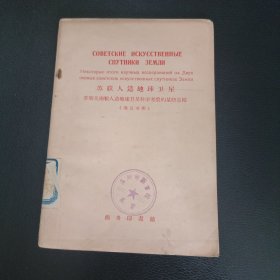 СОВЕТСКИЕ ИСКУССТВЕННЫЕ
СПУТНИКИ ЗЕМЛИ
Некоторые итоги научных исследований на двух
первых советских искусственных спутниках Земли
苏联人造地球卫星
苏联头两颗人造地球卫星科学考察的某些总结
商务印书馆